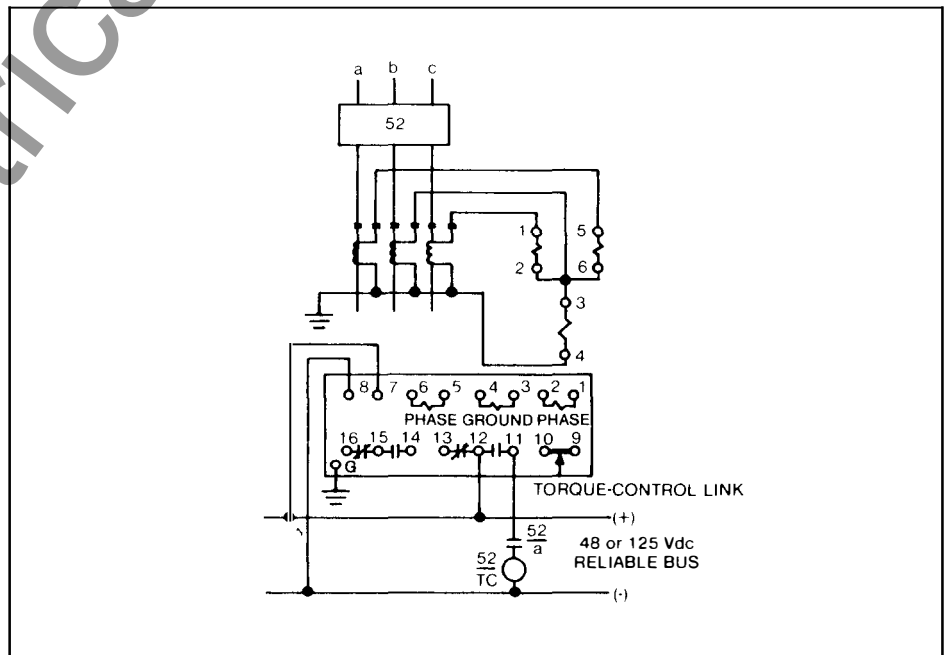 a b c
52
1 5
2 6
3
4
8 7 6 5 4 3 2 1
PHASE GROUND PHASE
16 15 14 13 12 11 10 9
G
TORQUE-CONTROL LINK
(+)
52
a
48 or 125 Vdc
RELIABLE BUS
52
TC
(-)